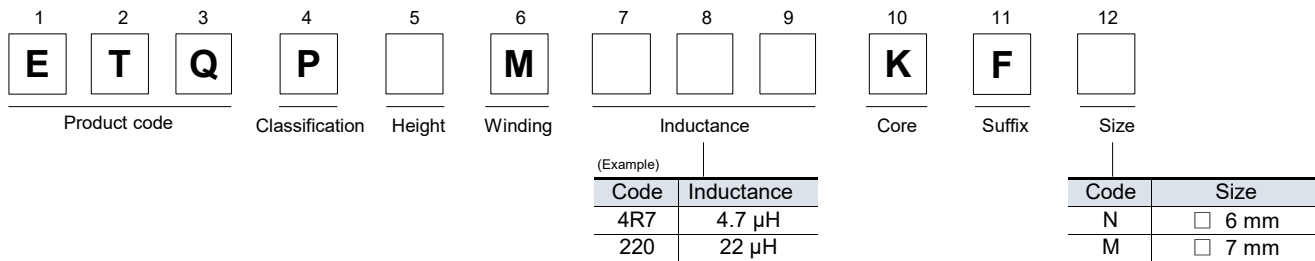 1 2 3 4 5 6 7 8 9 10 11 12
E T Q P M K F
Product code Classification Height Winding Inductance Core Suffix Size
(Example)
Code Inductance
4R7 4.7 µH
220 22 µH
Code Size
N □ 6 mm
M □ 7 mm